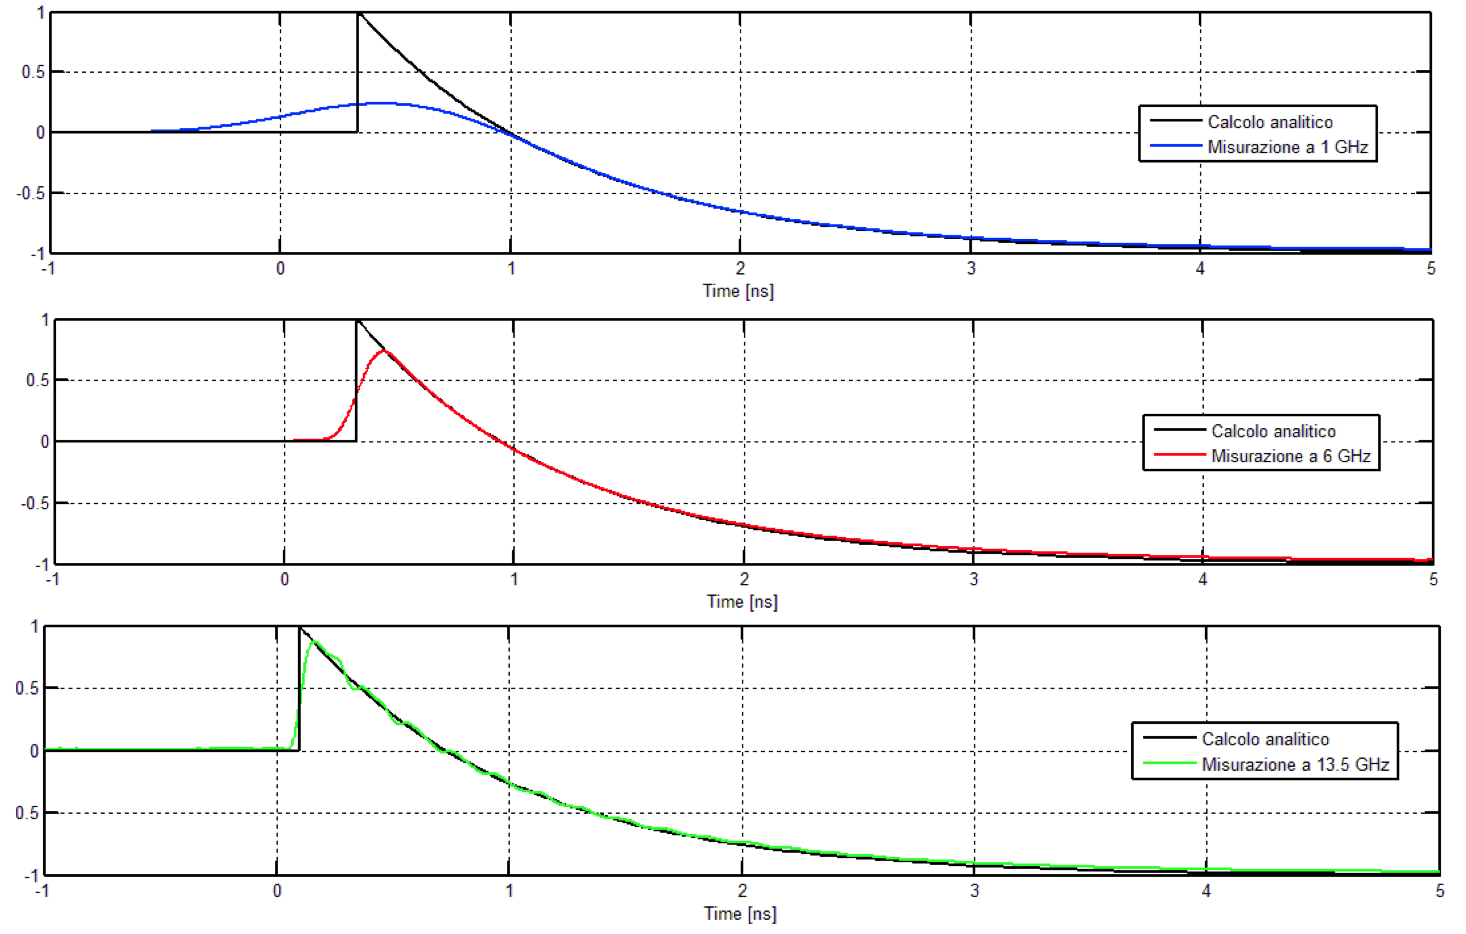 1
0.5
0
-0.5
-1
-1 0 1 2 3 4 5
Time [ns]
Calcolo analitico
Misurazione a 1 GHz
1
0.5
0
-0.5
-1
-1 0 1 2 3 4 5
Time [ns]
Calcolo analitico
Misurazione a 6 GHz
1
0.5
0
0.5
-1
-1 0 1 2 3 4 5
Time [ns]
Calcolo analitico
Misurazione a 13.5 GHz